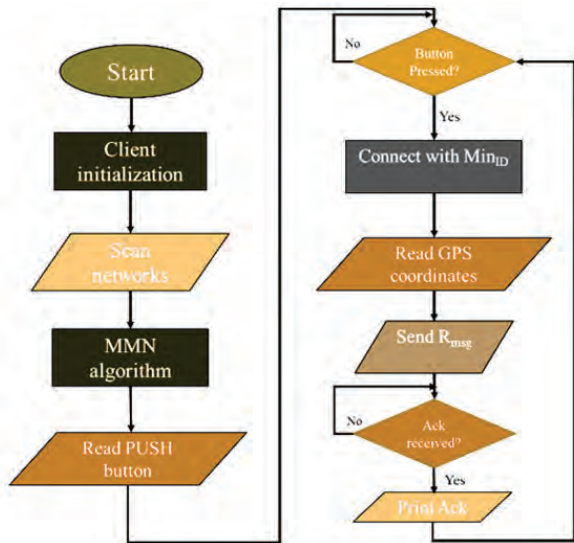 Start
Client
initialization
Scan
networks
MMN
algorithm
Read PUSH
button
No
Button
Pressed?
Yes
Connect with MinID
Read GPS
coordinates
Send Rmsg
No
Ack
received?
Yes
Print Ack